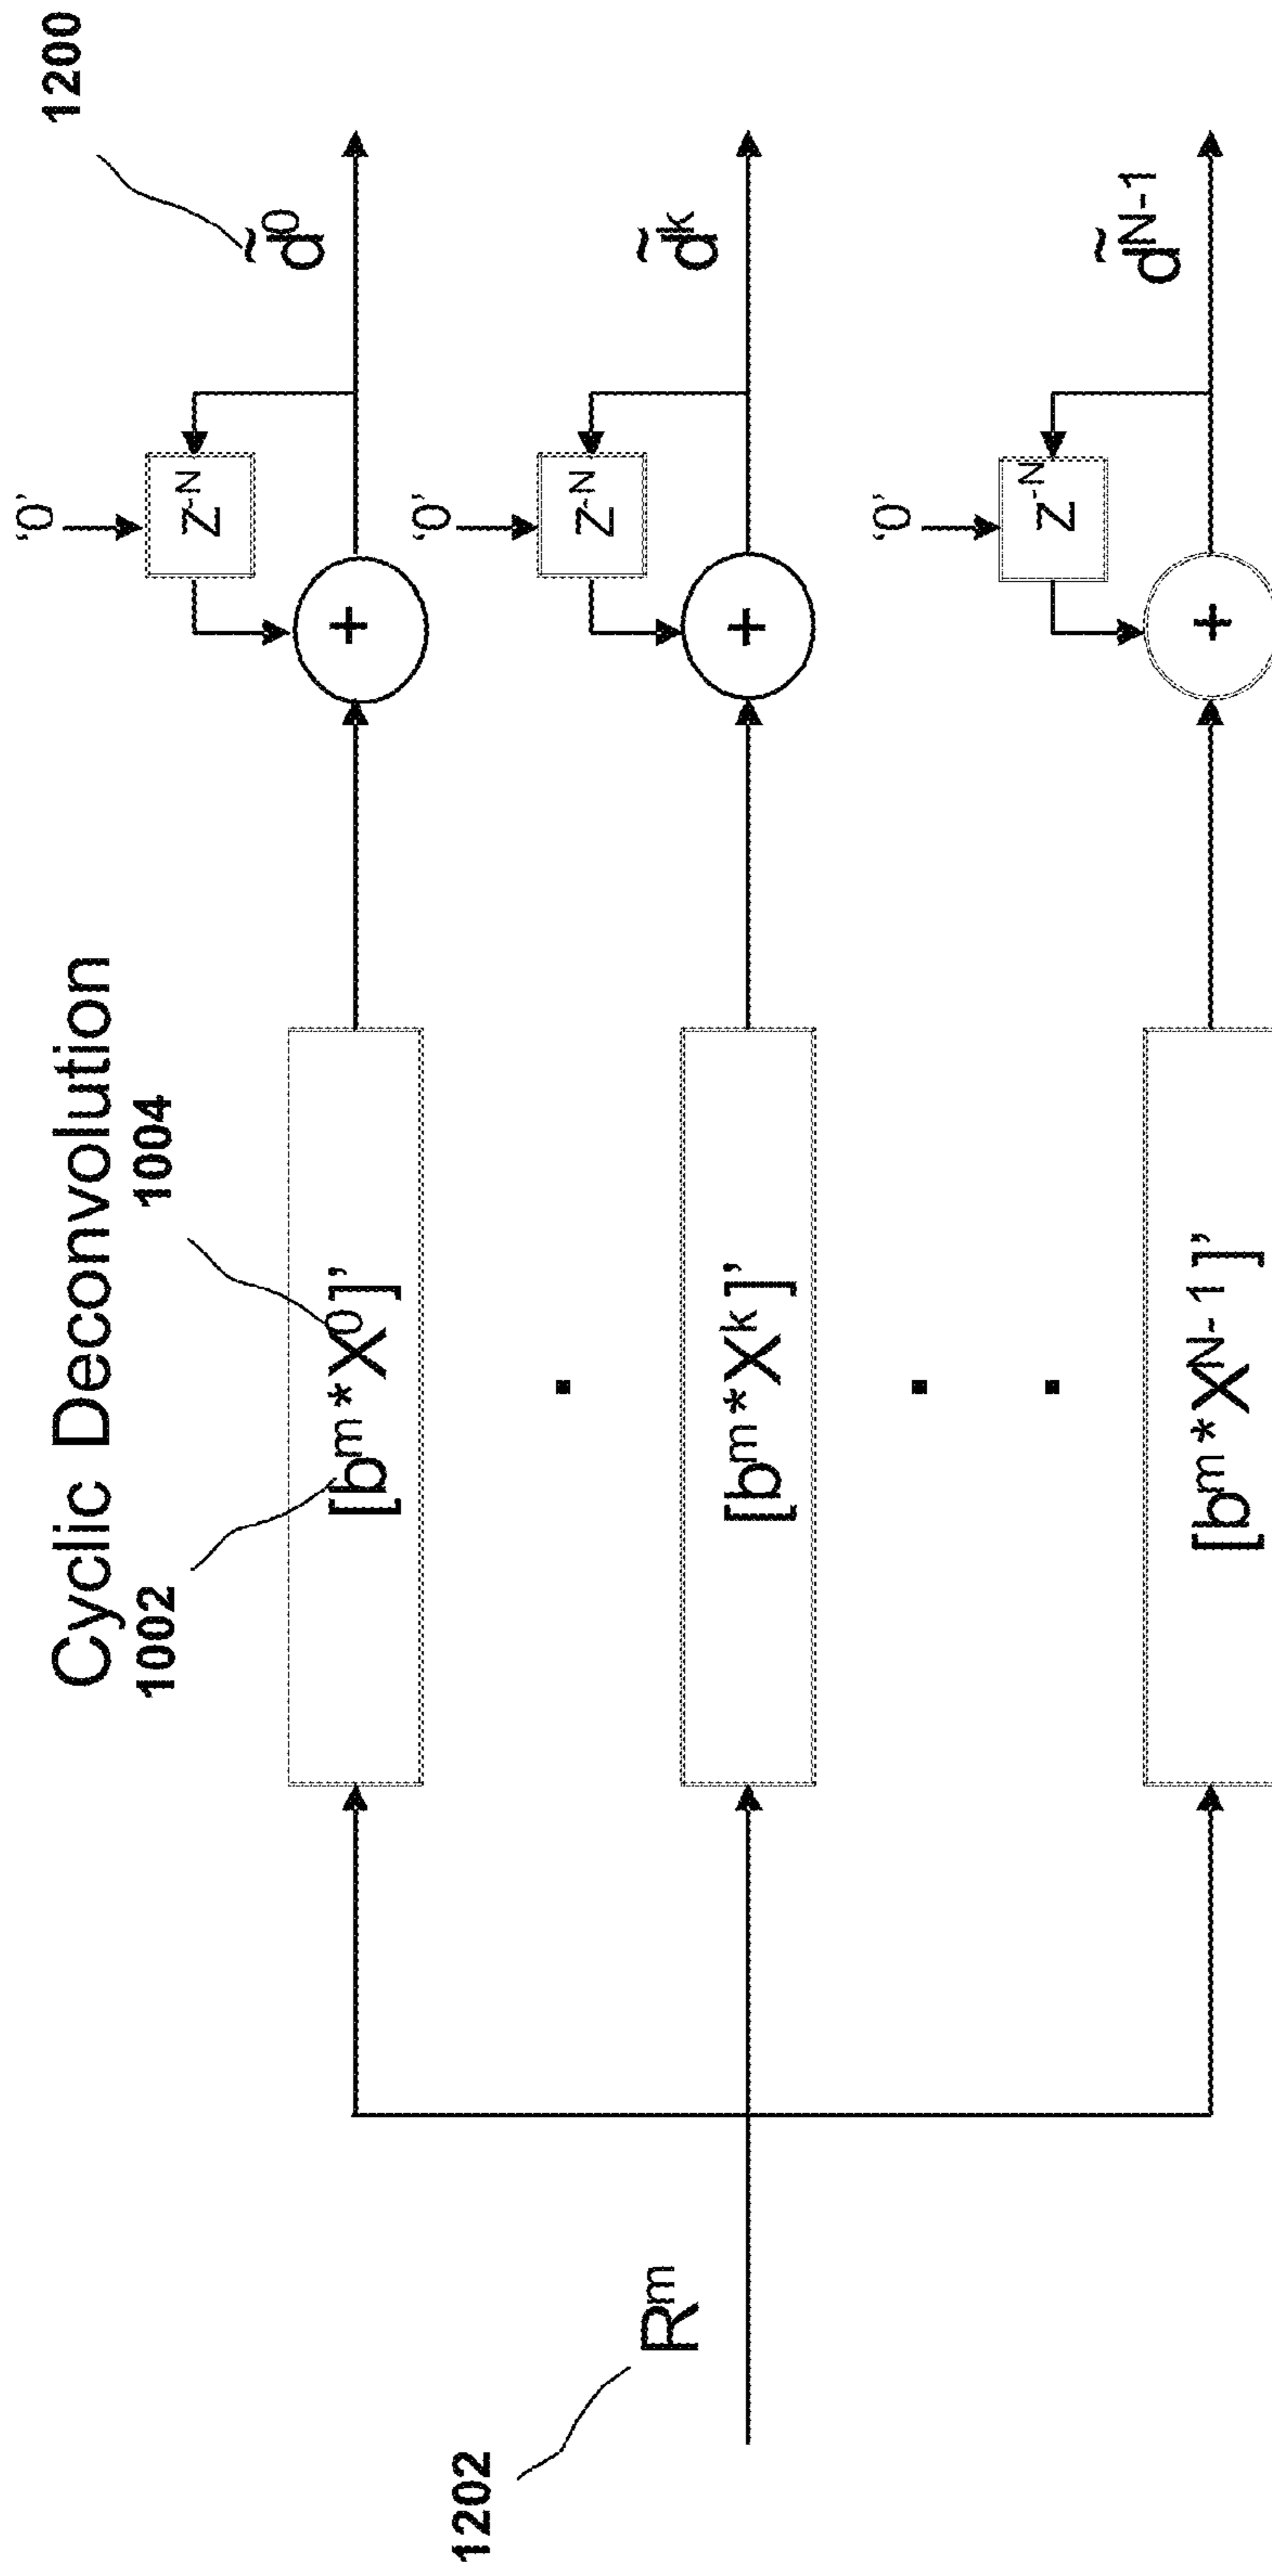 Cyclic Deconvolution
1200
1002
1004
'0'
z⁻ᴺ
[bᵐ*X⁰]'
+
d̃⁰
'0'
z⁻ᴺ
1202
Rᵐ
[bᵐ*Xᵏ]'
+
d̃ᵏ
'0'
z⁻ᴺ
[bᵐ*Xᴺ⁻¹]'
+
d̃ᴺ⁻¹